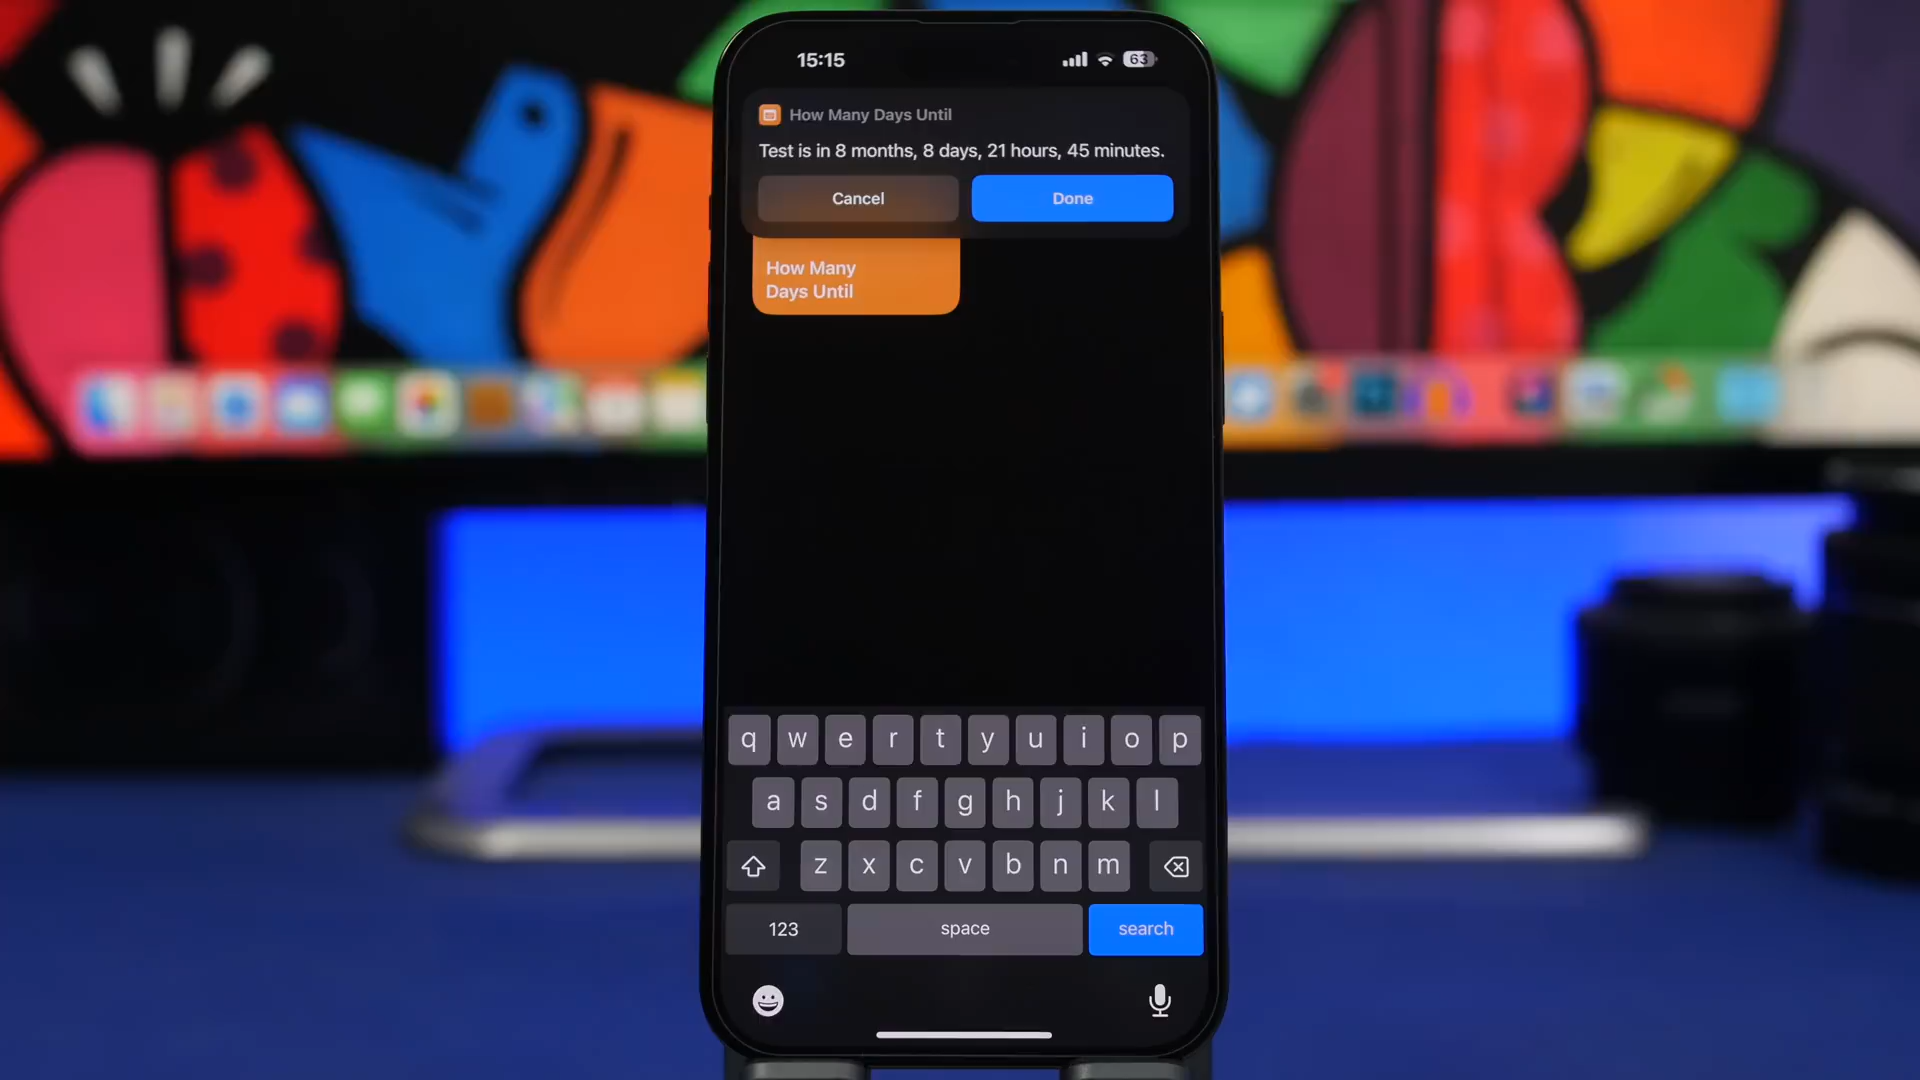 15:15
63
How Many Days Until
Test is in 8 months, 8 days, 21 hours, 45 minutes.
Cancel
Done
How Many
Days Until
q w e r t y u i o p
a s d f g h j k l
z x c v b n m
123
space
search